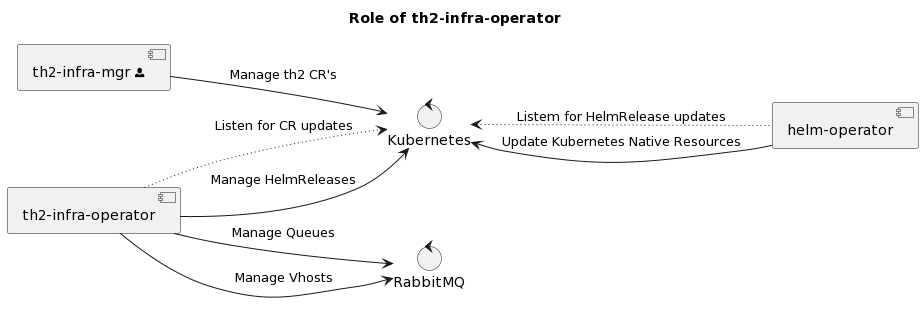 Role of th2-infra-operator
th2-infra-mgr
Manage th2 CR's
Listen for CR updates
Kubernetes
Listem for HelmRelease updates
Update Kubernetes Native Resources
helm-operator
Manage HelmReleases
th2-infra-operator
Manage Queues
Manage Vhosts
RabbitMQ